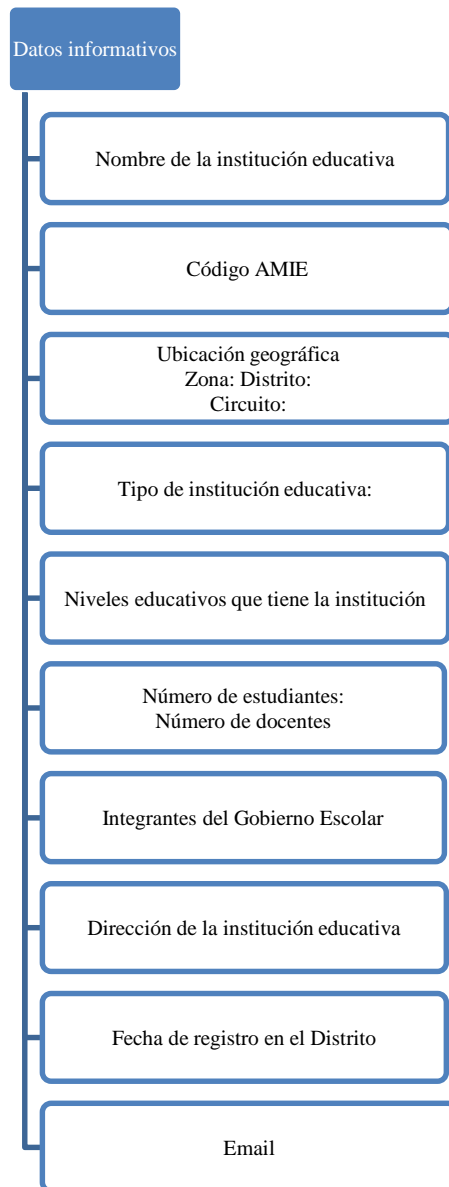 Datos informativos
Nombre de la institución educativa
Código AMIE
Ubicación geográfica
Zona: Distrito:
Circuito:
Tipo de institución educativa:
Niveles educativos que tiene la institución
Número de estudiantes:
Número de docentes
Integrantes del Gobierno Escolar
Dirección de la institución educativa
Fecha de registro en el Distrito
Email